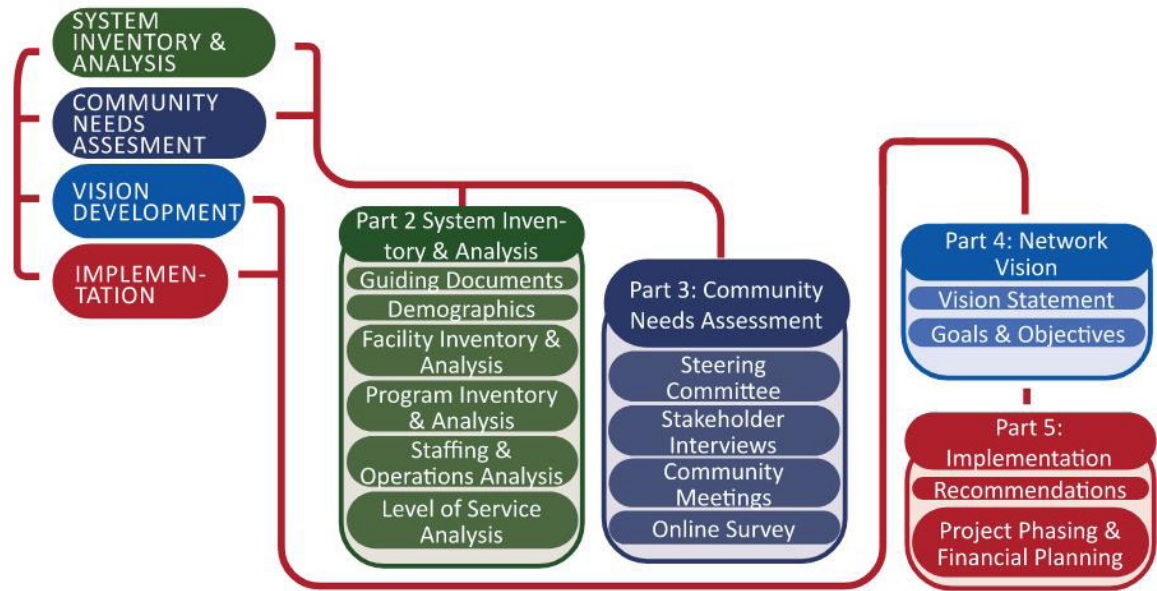 SYSTEM
INVENTORY &
ANALYSIS
COMMUNITY
NEEDS
ASSESMENT
VISION
DEVELOPMENT
IMPLEMEN-
TATION
Part 2 System Inven-
tory & Analysis
Guiding Documents
Demographics
Facility Inventory &
Analysis
Program Inventory
& Analysis
Staffing &
Operations Analysis
Level of Service
Analysis
Part 3: Community
Needs Assessment
Steering
Committee
Stakeholder
Interviews
Community
Meetings
Online Survey
Part 4: Network
Vision
Vision Statement
Goals & Objectives
Part 5:
Implementation
Recommendations
Project Phasing &
Financial Planning